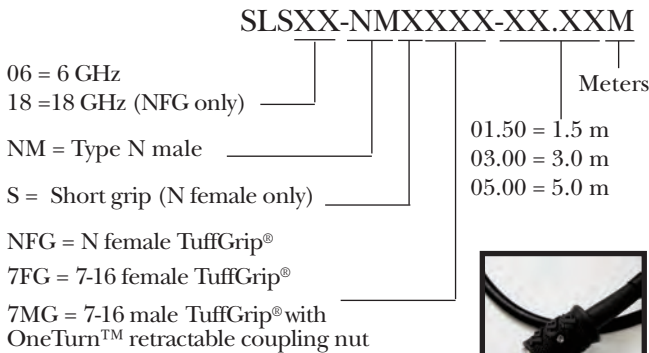 SLSXX-NMXXXX-XX.XXM
06 = 6 GHz
18 =18 GHz (NFG only)
NM = Type N male
S = Short grip (N female only)
NFG = N female TuffGrip®
7FG = 7-16 female TuffGrip®
7MG = 7-16 male TuffGrip® with
OneTurn™ retractable coupling nut
Meters
01.50 = 1.5 m
03.00 = 3.0 m
05.00 = 5.0 m